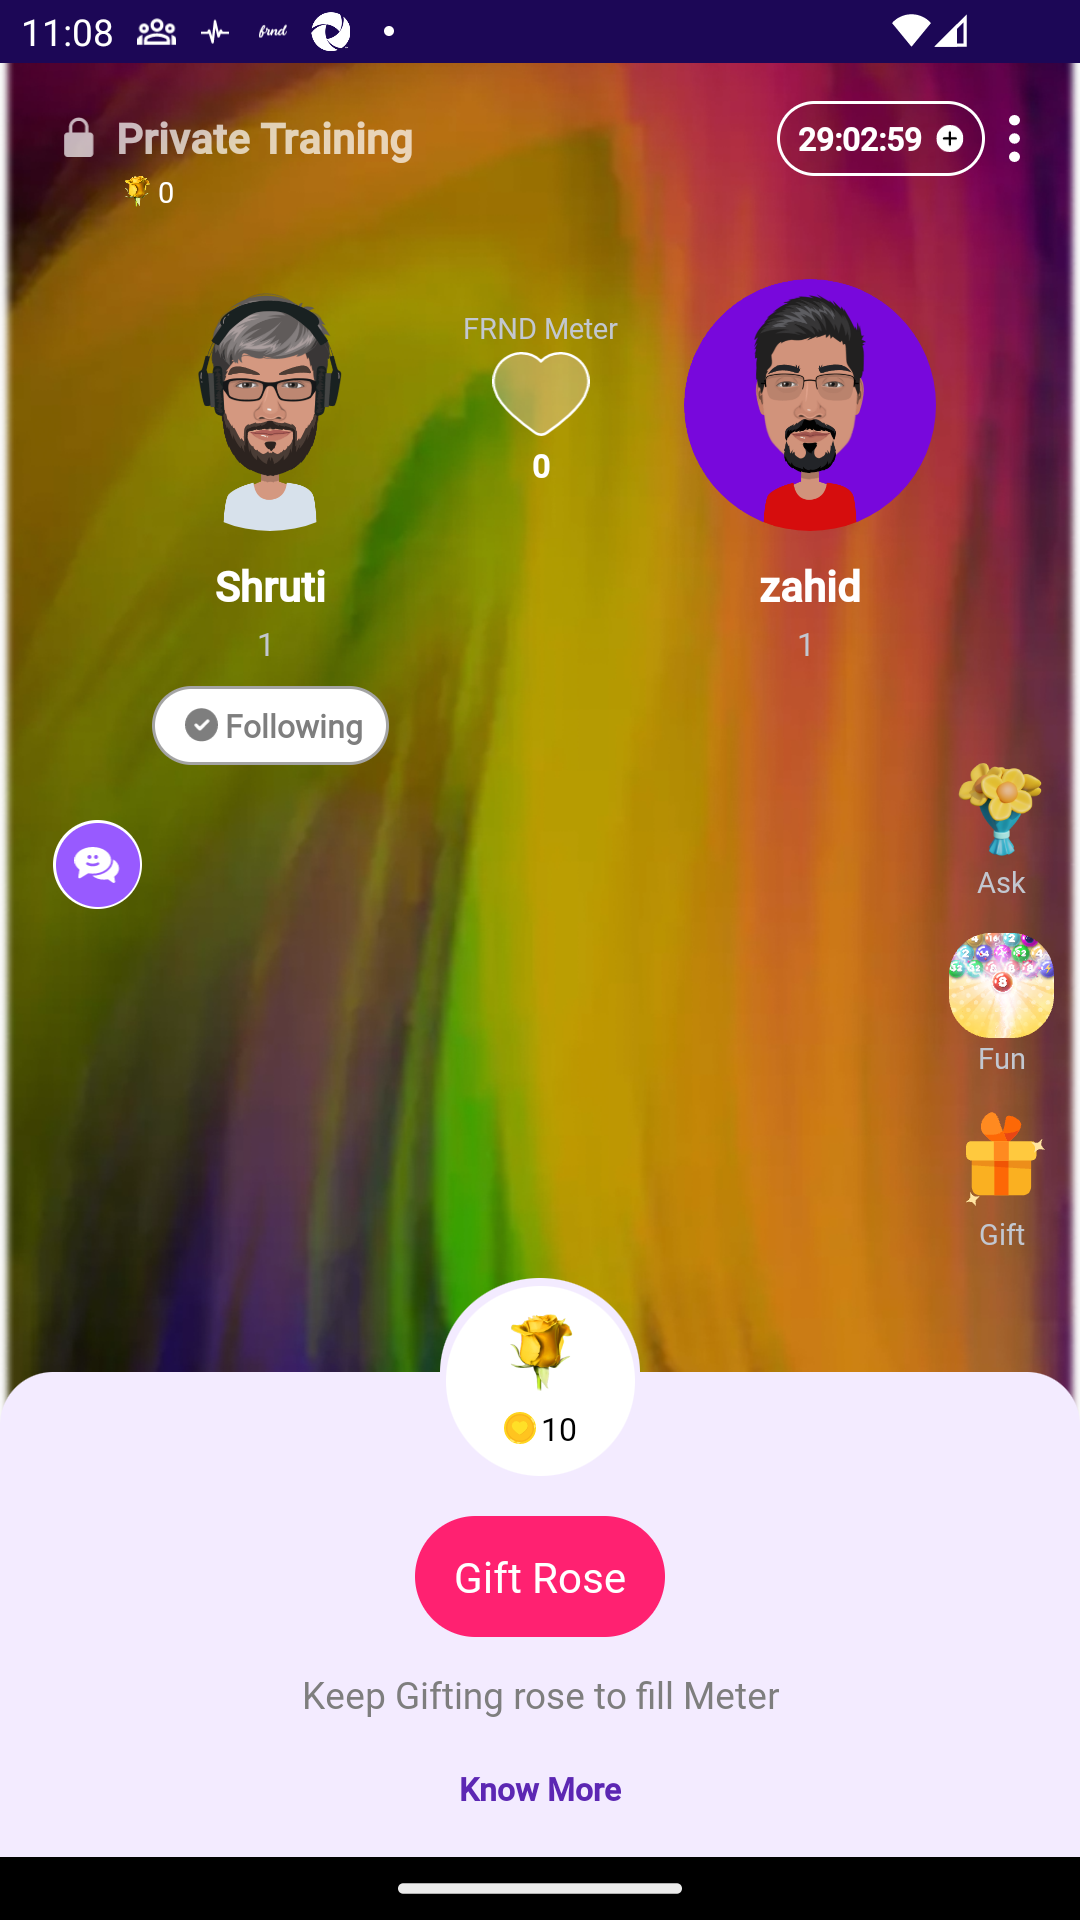 11:08
frnd
Private Training
29:02:59
0
FRND Meter
0
Shruti
zahid
1
1
Following
Ask
Fun
Gift
10
Gift Rose
Keep Gifting rose to fill Meter
Know More